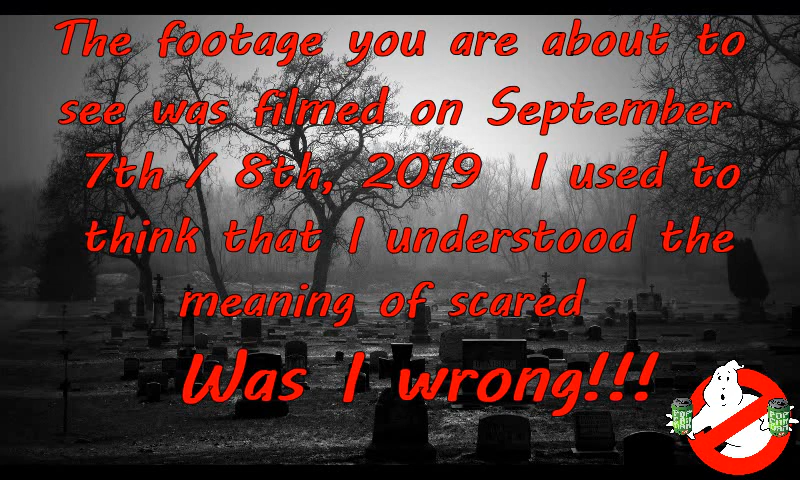 The footage you are about to
see was filmed on September
7th / 8th, 2019 I used to
think that I understood the
meaning of scared
Was I wrong!!!